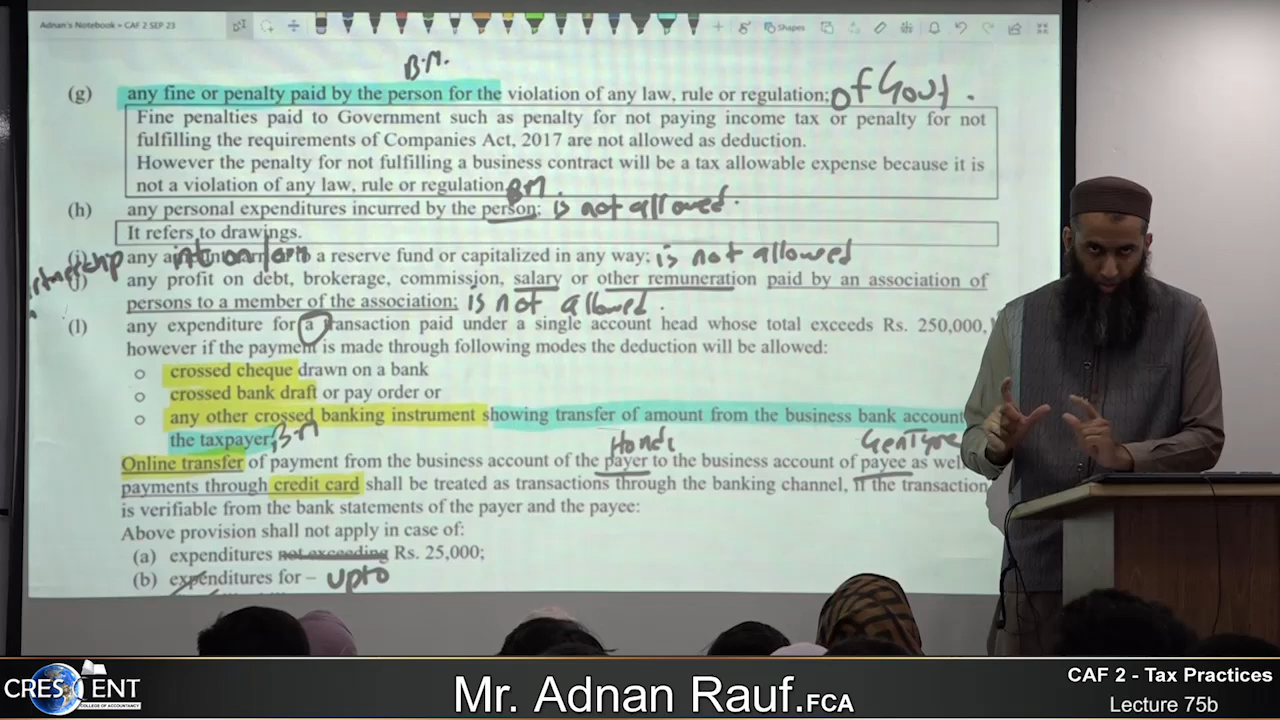 Adnan's Notebook » CAF 2 SEP 23
Shapes
B.M.
(g) any fine or penalty paid by the person for the violation of any law, rule or regulation; of Govt.
Fine penalties paid to Government such as penalty for not paying income tax or penalty for not
fulfilling the requirements of Companies Act, 2017 are not allowed as deduction.
However the penalty for not fulfilling a business contract will be a tax allowable expense because it is
not a violation of any law, rule or regulation. BM.
(h) any personal expenditures incurred by the person; is not allowed.
It refers to drawings.
(i) any a reserve fund or capitalized in any way; is not allowed
(j) any profit on debt, brokerage, commission, salary or other remuneration paid by an association of
persons to a member of the association; is not allowed.
(l) any expenditure for a transaction paid under a single account head whose total exceeds Rs. 250,000,
however if the payment is made through following modes the deduction will be allowed:
o crossed cheque drawn on a bank
o crossed bank draft or pay order or
o any other crossed banking instrument showing transfer of amount from the business bank account
the taxpayer; B.M
Honda GenTyre
Online transfer of payment from the business account of the payer to the business account of payee as well
payments through credit card shall be treated as transactions through the banking channel, if the transaction
is verifiable from the bank statements of the payer and the payee:
Above provision shall not apply in case of:
(a) expenditures not exceeding Rs. 25,000;
(b) expenditures for – upto
CRESCENT
COLLEGE OF ACCOUNTANCY
Mr. Adnan Rauf.FCA
CAF 2 - Tax Practices
Lecture 75b